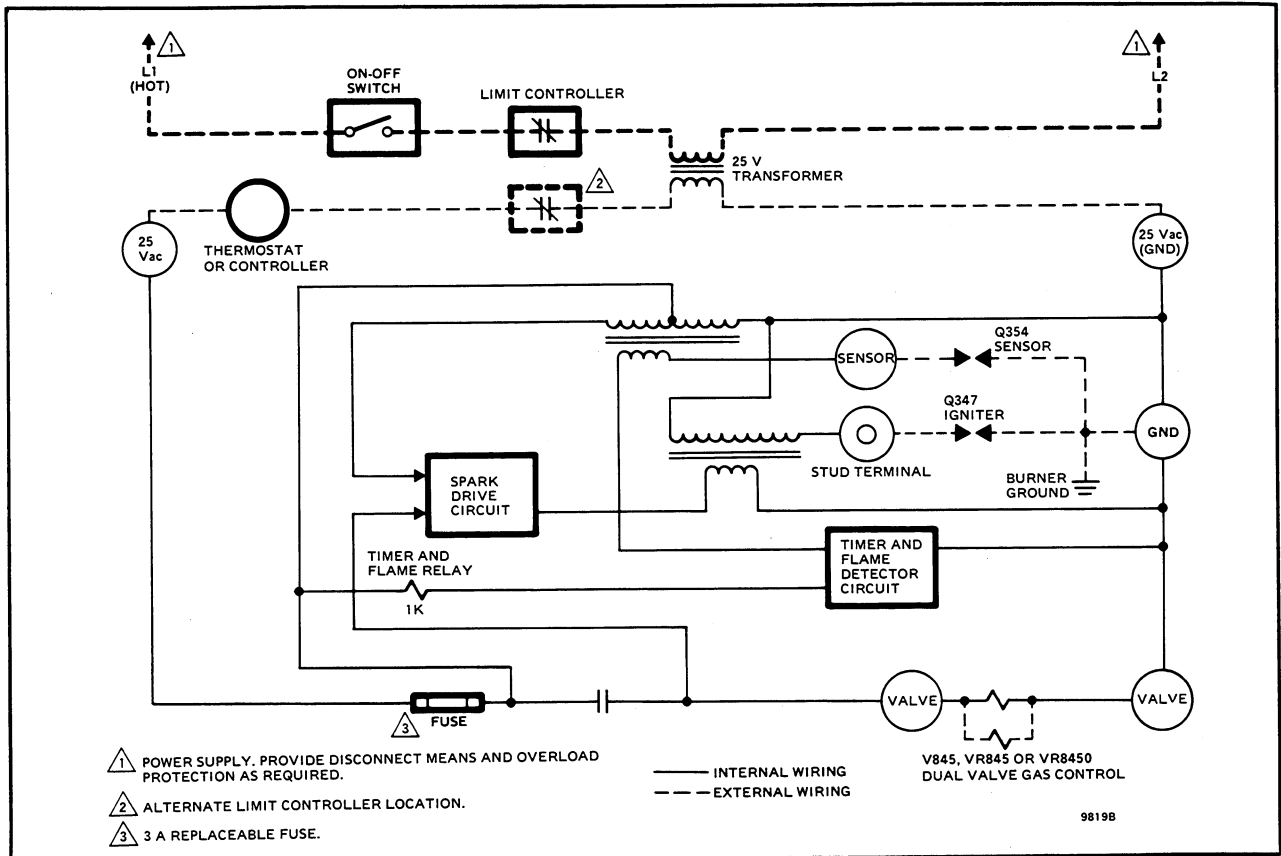 1
L1
(HOT)
ON-OFF
SWITCH
LIMIT CONTROLLER
1
L2
25 V
TRANSFORMER
2
25
Vac
THERMOSTAT
OR CONTROLLER
25 Vac
(GND)
SENSOR
Q354
SENSOR
Q347
IGNITER
GND
STUD TERMINAL
BURNER
GROUND
SPARK
DRIVE
CIRCUIT
TIMER AND
FLAME RELAY
1K
TIMER AND
FLAME
DETECTOR
CIRCUIT
3
FUSE
VALVE
VALVE
V845, VR845 OR VR8450
DUAL VALVE GAS CONTROL
1 POWER SUPPLY. PROVIDE DISCONNECT MEANS AND OVERLOAD
PROTECTION AS REQUIRED.
2 ALTERNATE LIMIT CONTROLLER LOCATION.
3 3 A REPLACEABLE FUSE.
INTERNAL WIRING
EXTERNAL WIRING
9819B